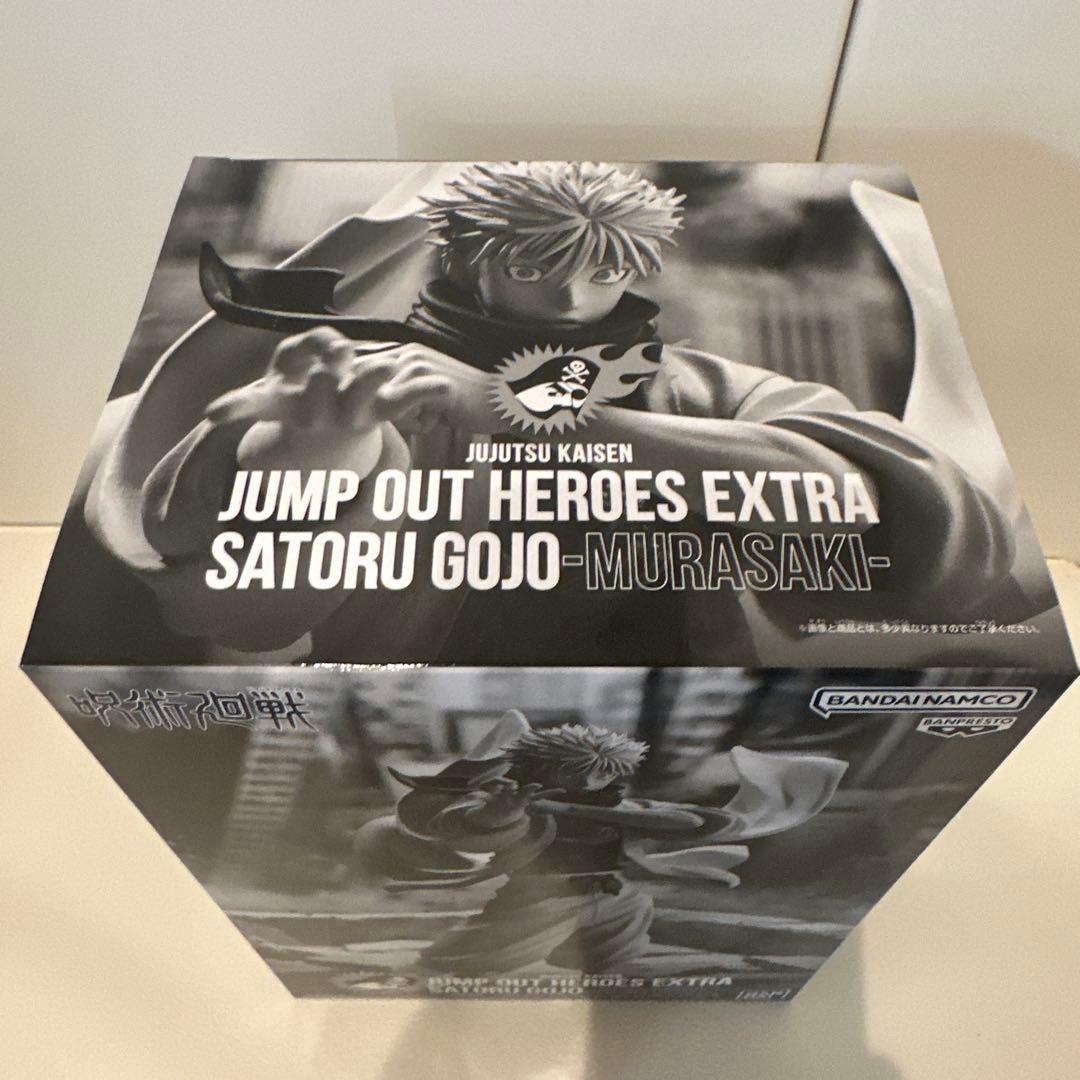 JUJUTSU KAISEN
JUMP OUT HEROES EXTRA
SATORU GOJO-MURASAKI-
※画像と商品とは、多少異なりますのでご了承ください。
呪術廻戦
BANDAI NAMCO
BANPRESTO
JUMP OUT HEROES EXTRA
SATORU GOJO